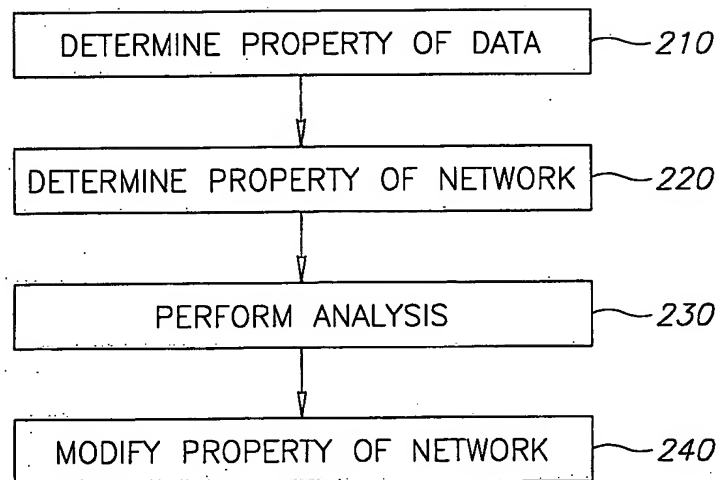 DETERMINE PROPERTY OF DATA 210
DETERMINE PROPERTY OF NETWORK 220
PERFORM ANALYSIS 230
MODIFY PROPERTY OF NETWORK 240